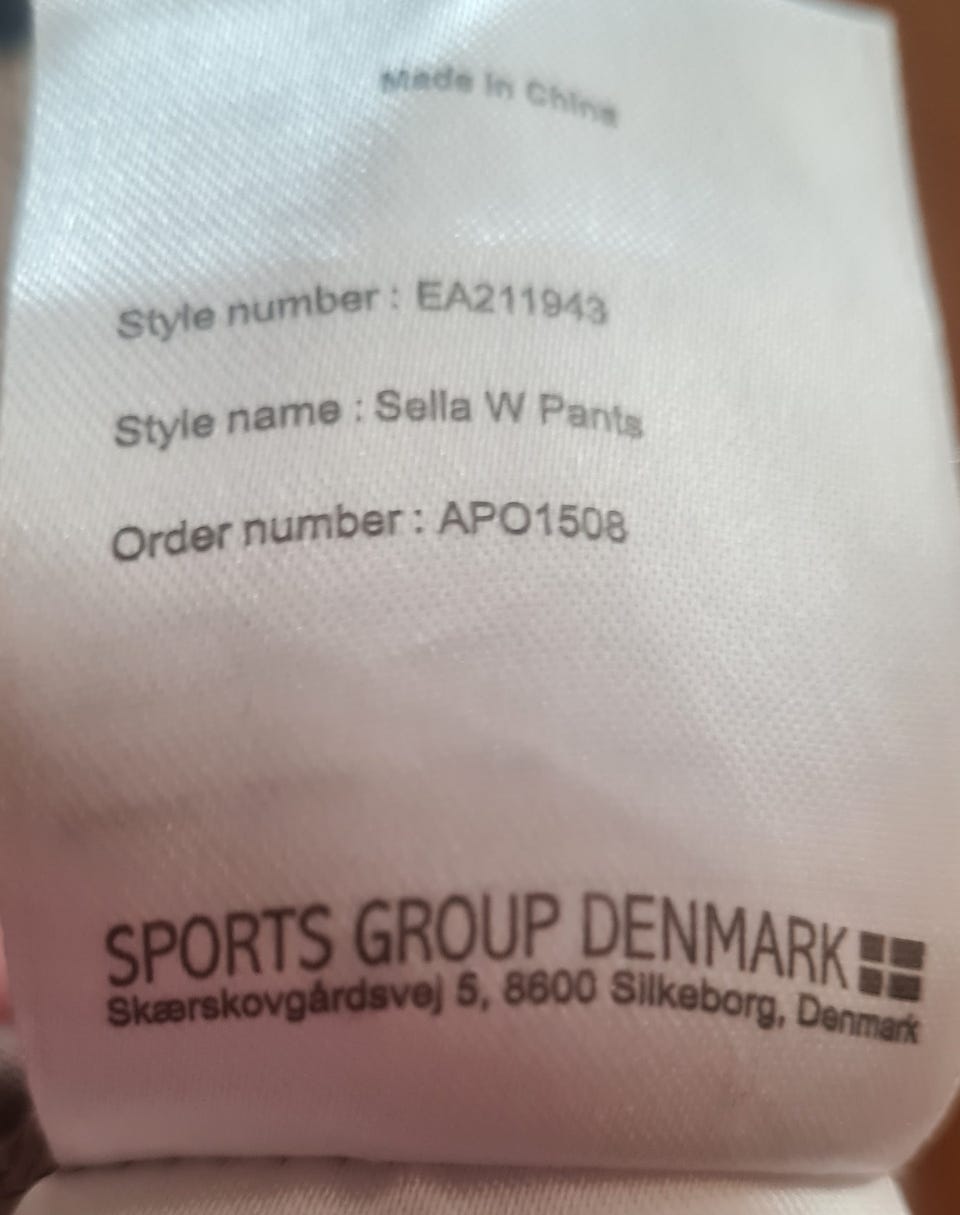 Made in China
Style number : EA211943
Style name : Sella W Pants
Order number : APO1508
SPORTS GROUP DENMARK
Skærskovgårdsvej 5, 8600 Silkeborg, Denmark